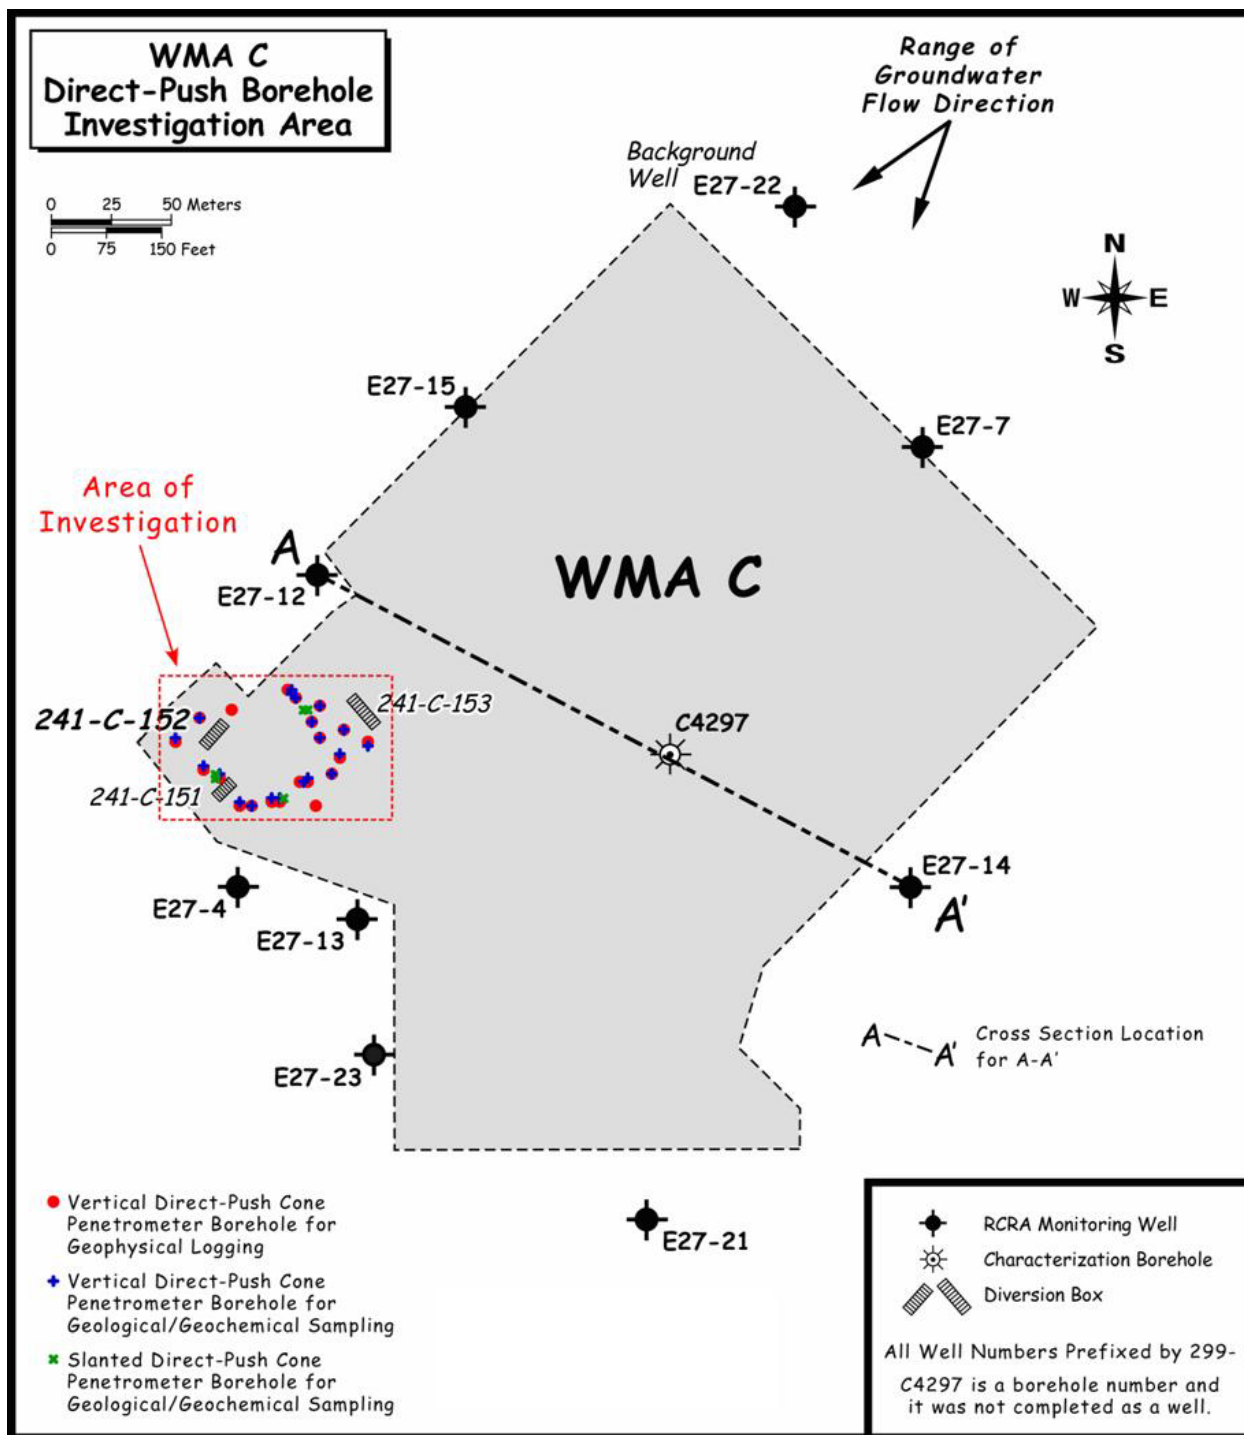 WMA C
Direct-Push Borehole
Investigation Area
0 25 50 Meters
0 75 150 Feet
Range of
Groundwater
Flow Direction
Background
Well
E27-22
N
W E
S
E27-15
E27-7
Area of
Investigation
A
E27-12
WMA C
241-C-152
241-C-153
C4297
241-C-151
E27-14
A'
E27-4
E27-13
E27-23
A A' Cross Section Location
for A-A'
E27-21
Vertical Direct-Push Cone
Penetrometer Borehole for
Geophysical Logging
Vertical Direct-Push Cone
Penetrometer Borehole for
Geological/Geochemical Sampling
Slanted Direct-Push Cone
Penetrometer Borehole for
Geological/Geochemical Sampling
RCRA Monitoring Well
Characterization Borehole
Diversion Box
All Well Numbers Prefixed by 299-
C4297 is a borehole number and
it was not completed as a well.